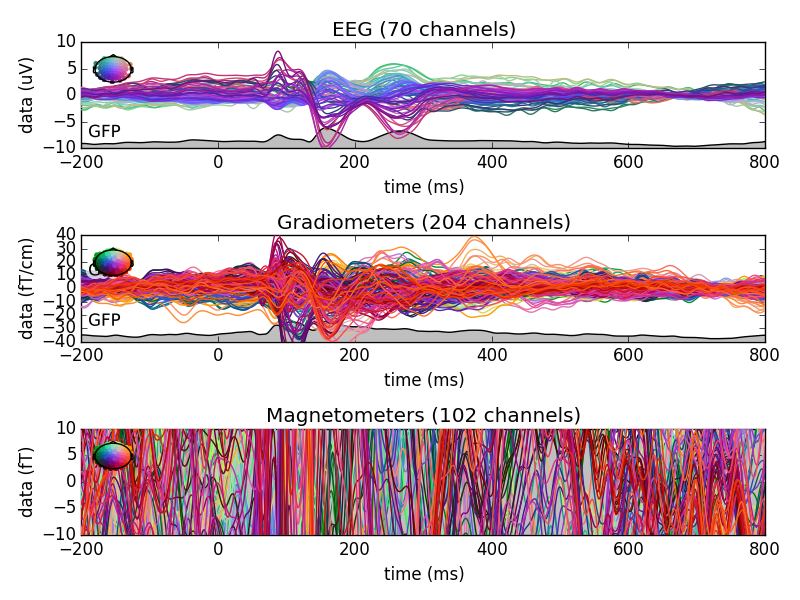 EEG (70 channels)
10
5
0
−5
−10
data (uV)
GFP
−200 0 200 400 600 800
time (ms)
Gradiometers (204 channels)
40
30
20
10
0
−10
−20
−30
−40
data (fT/cm)
GFP
−200 0 200 400 600 800
time (ms)
Magnetometers (102 channels)
10
5
0
−5
−10
data (fT)
−200 0 200 400 600 800
time (ms)